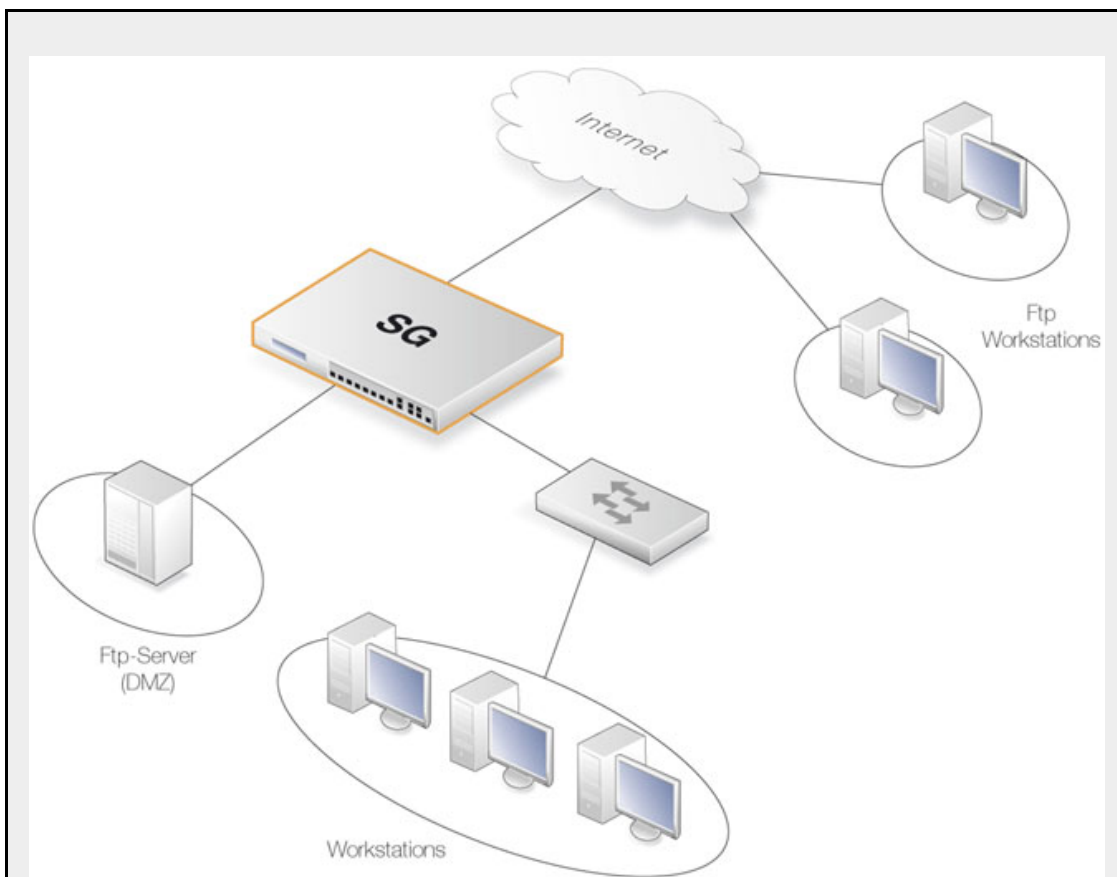 Internet
SG
Ftp
Workstations
Ftp-Server
(DMZ)
Workstations